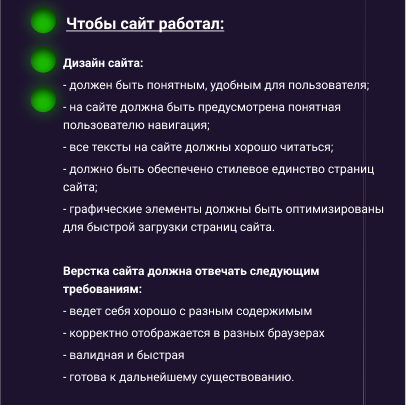 Чтобы сайт работал:
Дизайн сайта:
- должен быть понятным, удобным для пользователя;
- на сайте должна быть предусмотрена понятная
пользователю навигация;
- все тексты на сайте должны хорошо читаться;
- должно быть обеспечено стилевое единство страниц
сайта;
- графические элементы должны быть оптимизированы
для быстрой загрузки страниц сайта.
Верстка сайта должна отвечать следующим
требованиям:
- ведет себя хорошо с разным содержимым
- корректно отображается в разных браузерах
- валидная и быстрая
- готова к дальнейшему существованию.